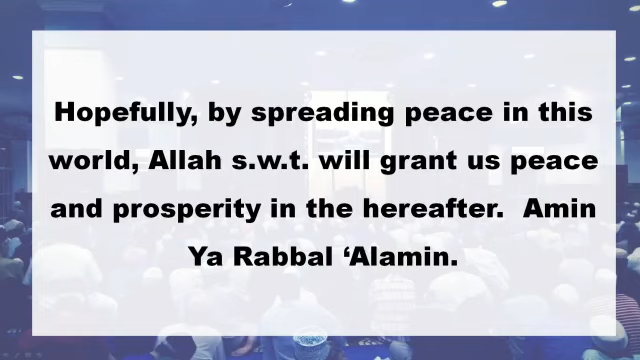 Hopefully, by spreading peace in this
world, Allah s.w.t. will grant us peace
and prosperity in the hereafter.  Amin
Ya Rabbal ‘Alamin.